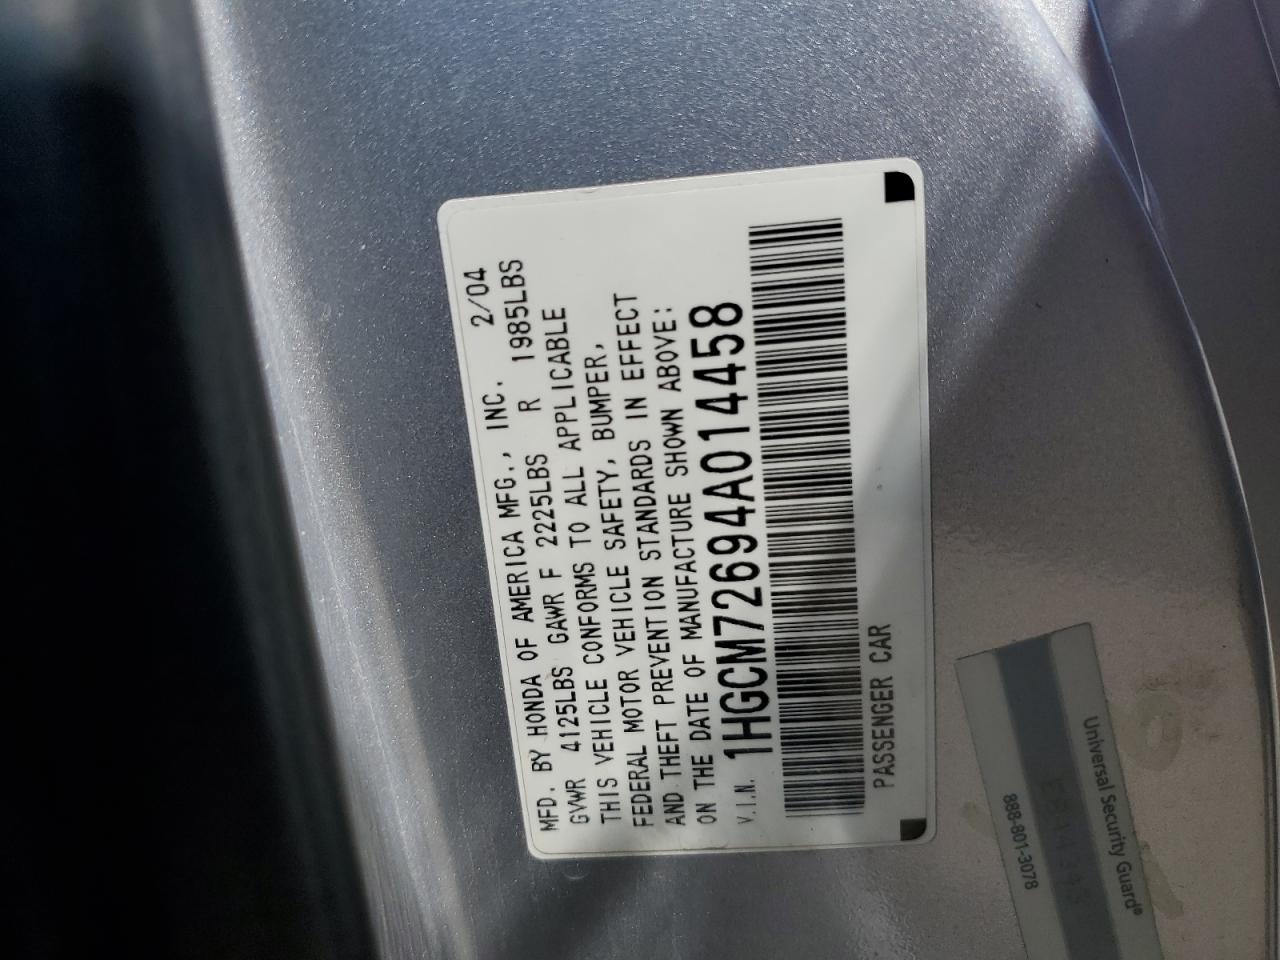 MFD. BY HONDA OF AMERICA MFG., INC. 2/04
GVWR 4125LBS GAWR F 2225LBS R 1985LBS
THIS VEHICLE CONFORMS TO ALL APPLICABLE
FEDERAL MOTOR VEHICLE SAFETY, BUMPER,
AND THEFT PREVENTION STANDARDS IN EFFECT
ON THE DATE OF MANUFACTURE SHOWN ABOVE:
V.I.N. 1HGCM72694A014458
PASSENGER CAR
Universal Security Guard®
888-801-3078